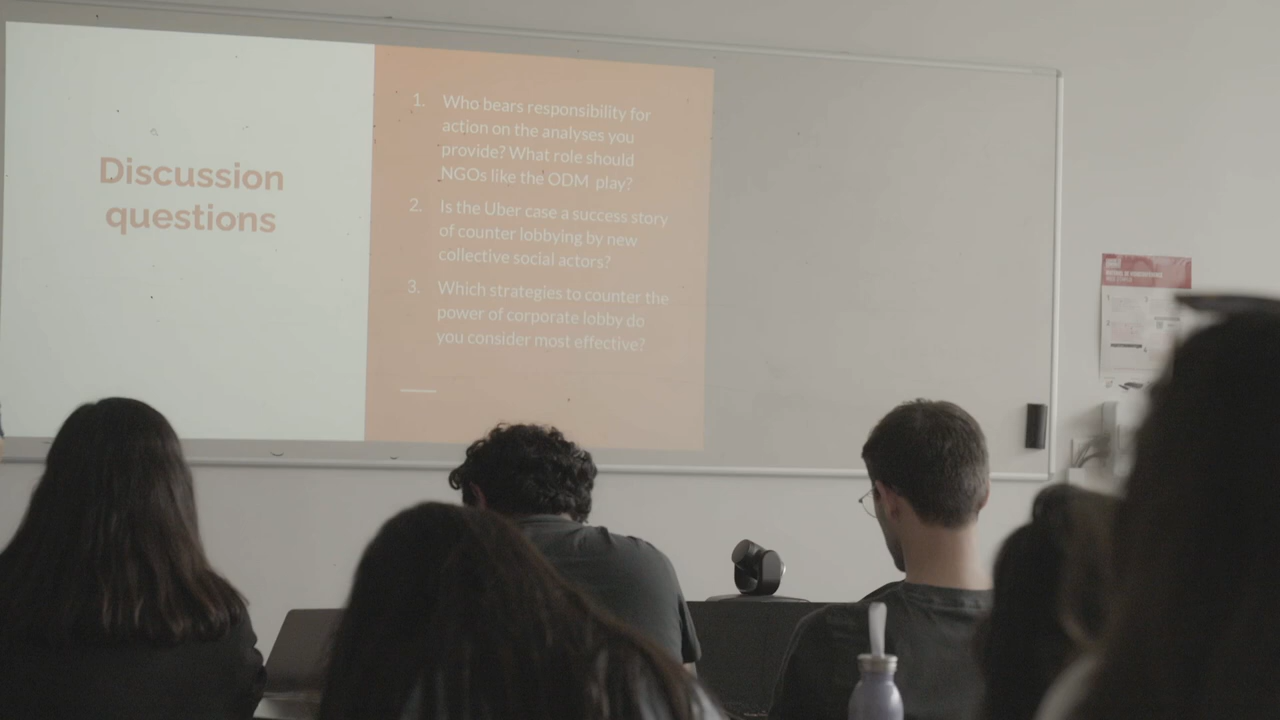 Discussion
questions
1. Who bears responsibility for
action on the analyses you
provide? What role should
NGOs like the ODM play?
2. Is the Uber case a success story
of counter lobbying by new
collective social actors?
3. Which strategies to counter the
power of corporate lobby do
you consider most effective?